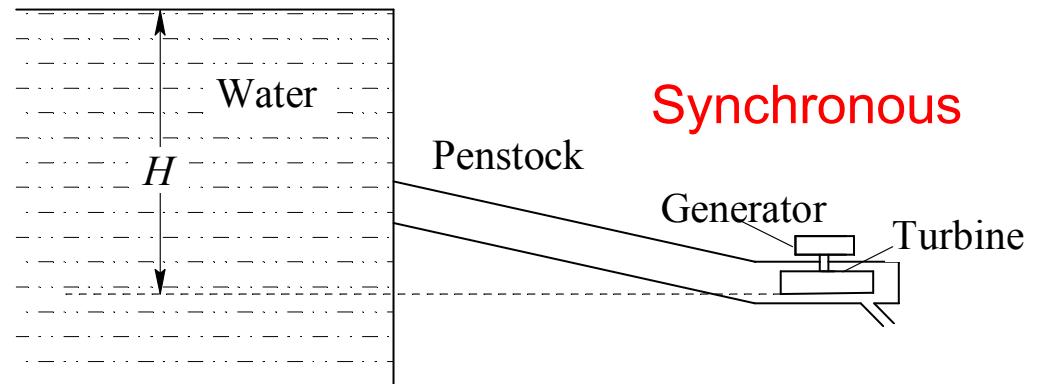 Water
Synchronous
H
Penstock
Generator
Turbine